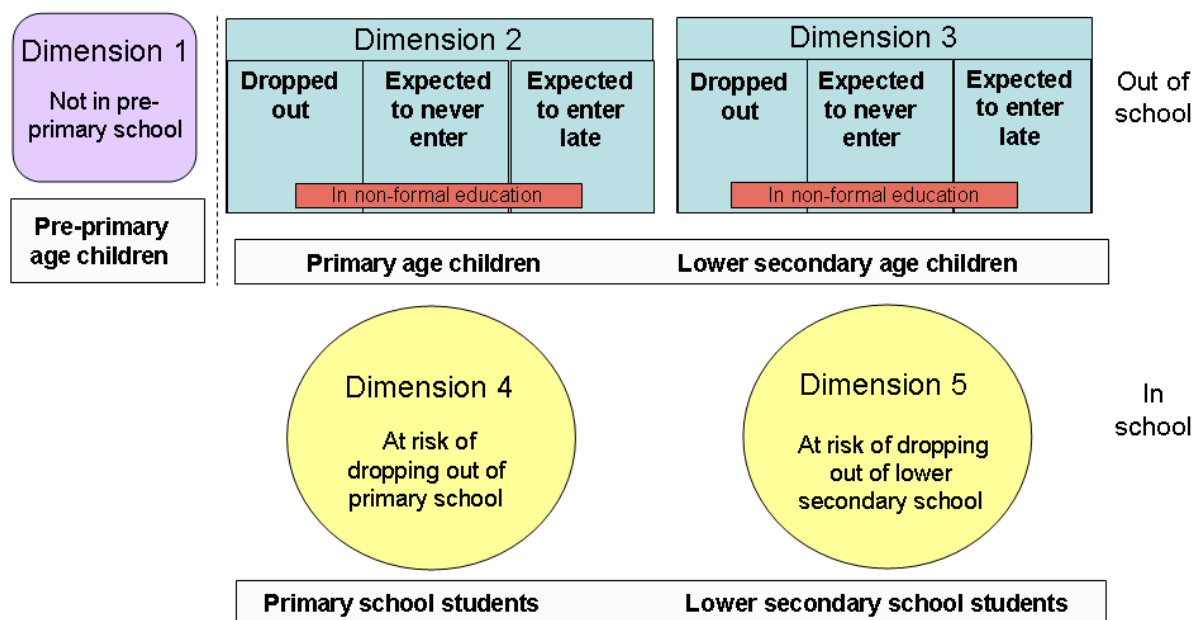 Dimension 1
Not in pre-
primary school
Pre-primary
age children
Dimension 2
Dropped
out
Expected
to never
enter
Expected
to enter
late
In non-formal education
Dimension 3
Dropped
out
Expected
to never
enter
Expected
to enter
late
In non-formal education
Out of
school
Primary age children
Lower secondary age children
Dimension 4
At risk of
dropping out of
primary school
Dimension 5
At risk of dropping
out of lower
secondary school
In
school
Primary school students
Lower secondary school students